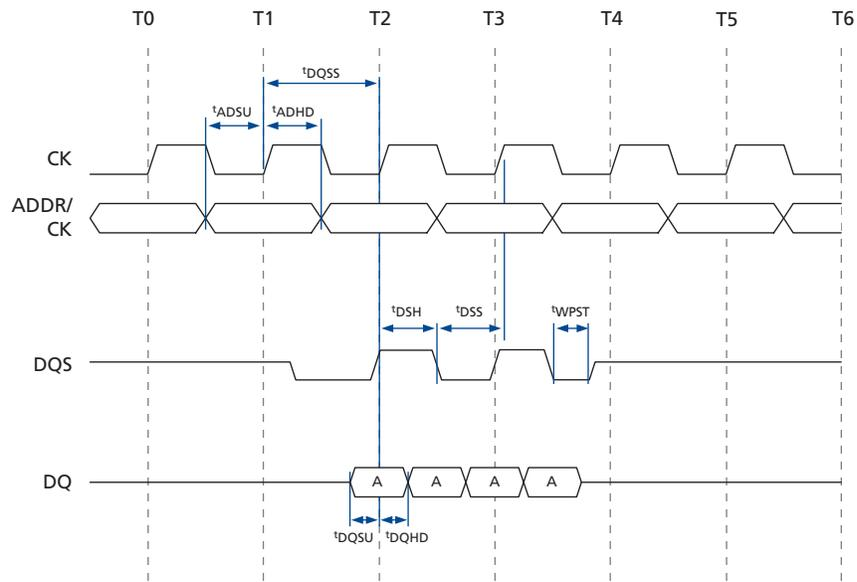 T0 T1 T2 T3 T4 T5 T6
tDQSS
tADSU tADHD
CK
ADDR/
CK
tDSH tDSS tWPST
DQS
DQ A A A A
tDQSU tDQHD